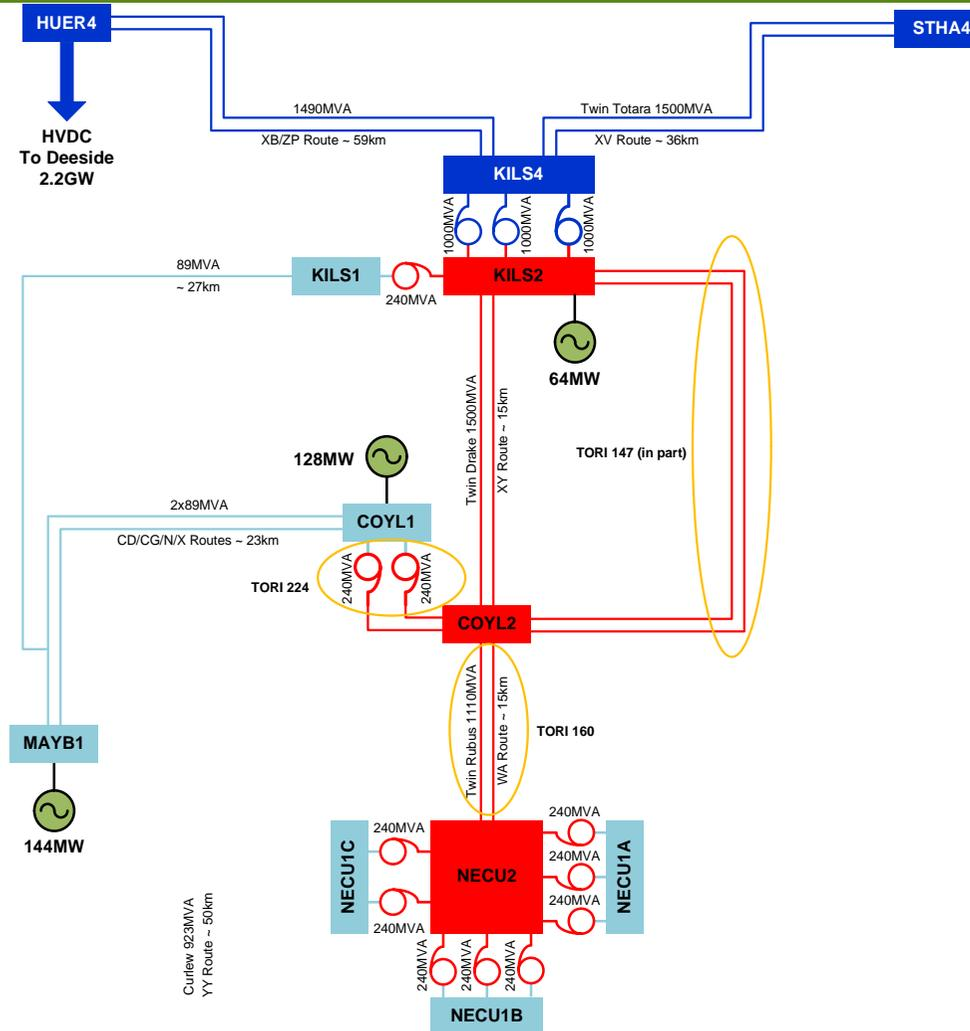 HUER4
STHA4
1490MVA
Twin Totara 1500MVA
HVDC
To Deeside
2.2GW
XB/ZP Route ~ 59km
XV Route ~ 36km
KILS4
1000MVA
1000MVA
1000MVA
89MVA
~ 27km
KILS1
KILS2
240MVA
64MW
Twin Drake 1500MVA
XY Route ~ 15km
TORI 147 (in part)
128MW
2x89MVA
COYL1
CD/CG/N/X Routes ~ 23km
240MVA
240MVA
TORI 224
COYL2
Twin Rubus 1110MVA
WA Route ~ 15km
TORI 160
MAYB1
144MW
240MVA
240MVA
240MVA
240MVA
240MVA
NECU1C
NECU2
NECU1A
Curlew 923MVA
YY Route ~ 50km
240MVA
240MVA
240MVA
NECU1B